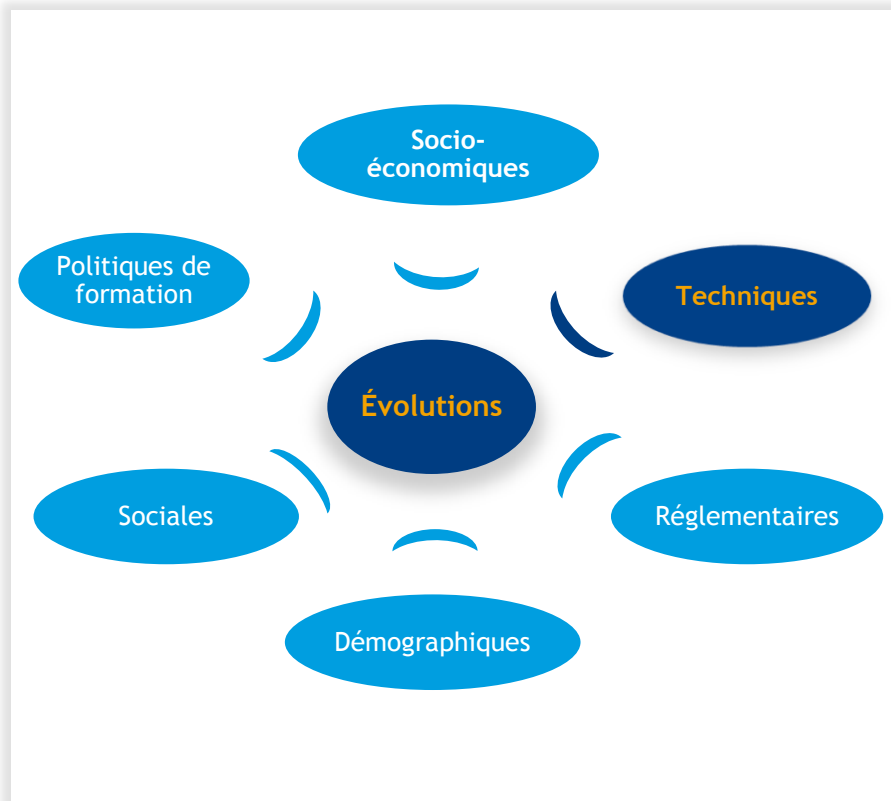 Socio-
économiques
Politiques de
formation
Techniques
Évolutions
Sociales
Réglementaires
Démographiques